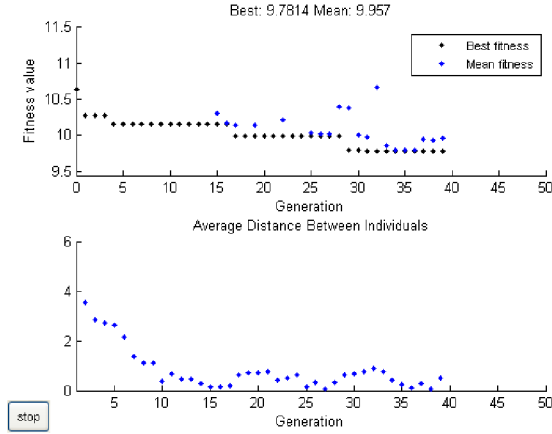 Best: 9.7814 Mean: 9.957
11.5
11
10.5
10
9.5
Fitness value
Best fitness
Mean fitness
0 5 10 15 20 25 30 35 40 45 50
Generation
Average Distance Between Individuals
6
4
2
0
5 10 15 20 25 30 35 40 45 50
Generation
stop